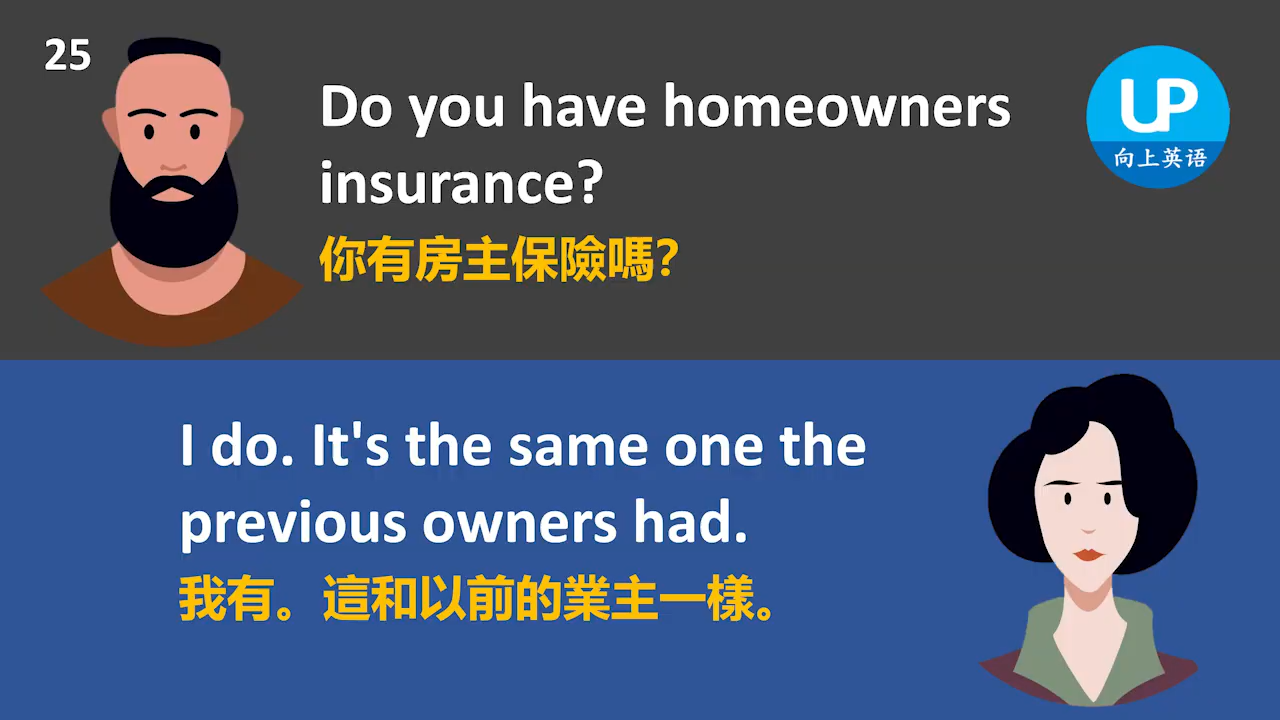 25
Do you have homeowners
insurance?
你有房主保險嗎?
UP
向上英语
I do. It's the same one the
previous owners had.
我有。這和以前的業主一樣。